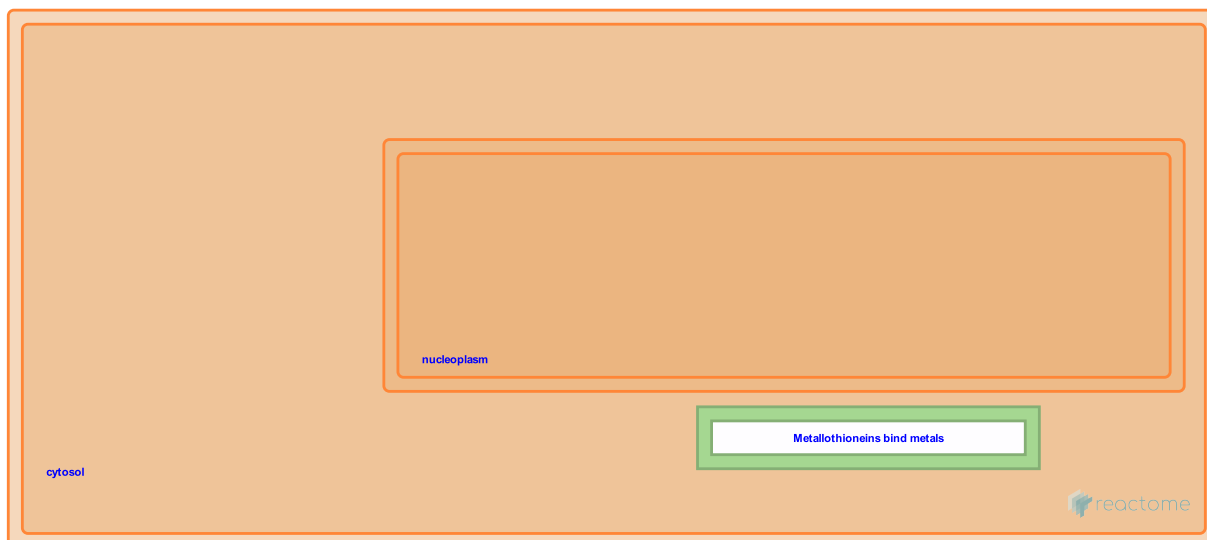 nucleoplasm
Metallothioneins bind metals
cytosol
reactome